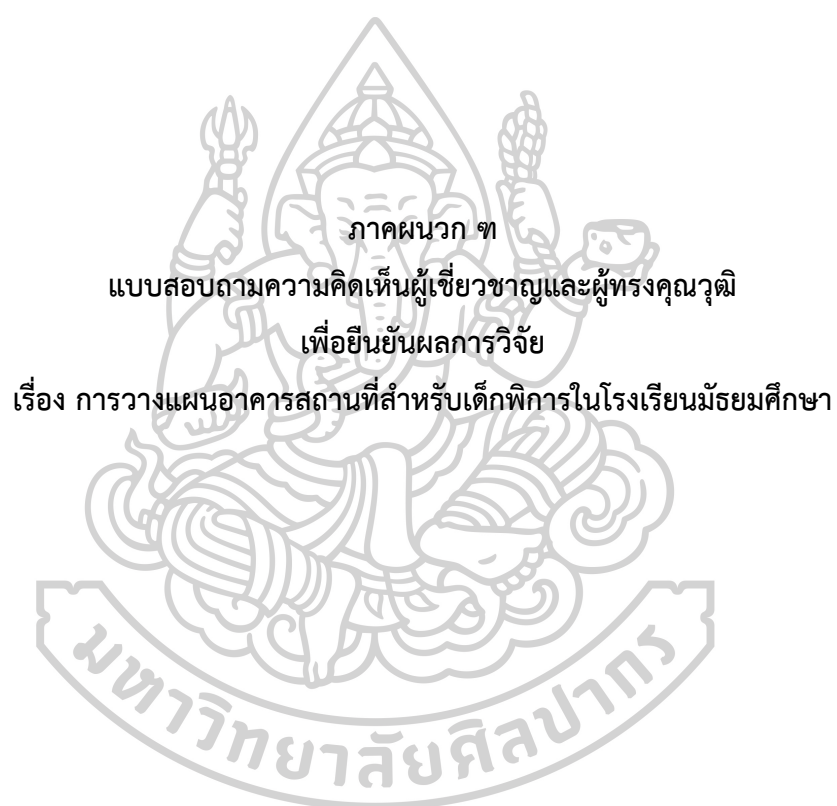 ภาคผนวก ฑ
แบบสอบถามความคิดเห็นผู้เชี่ยวชาญและผู้ทรงคุณวุฒิ
เพื่อยืนยันผลการวิจัย
เรื่อง การวางแผนอาคารสถานที่สำหรับเด็กพิการในโรงเรียนมัธยมศึกษา
มหาวิทยาลัยศิลปากร